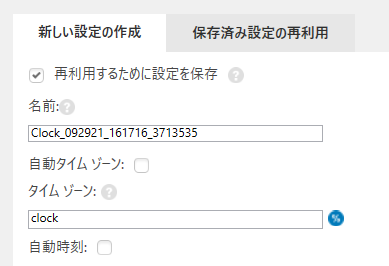 新しい設定の作成 保存済み設定の再利用
再利用するために設定を保存 ?
名前: ?
Clock_092921_161716_3713535
自動タイム ゾーン:
タイム ゾーン: ?
clock %
自動時刻: